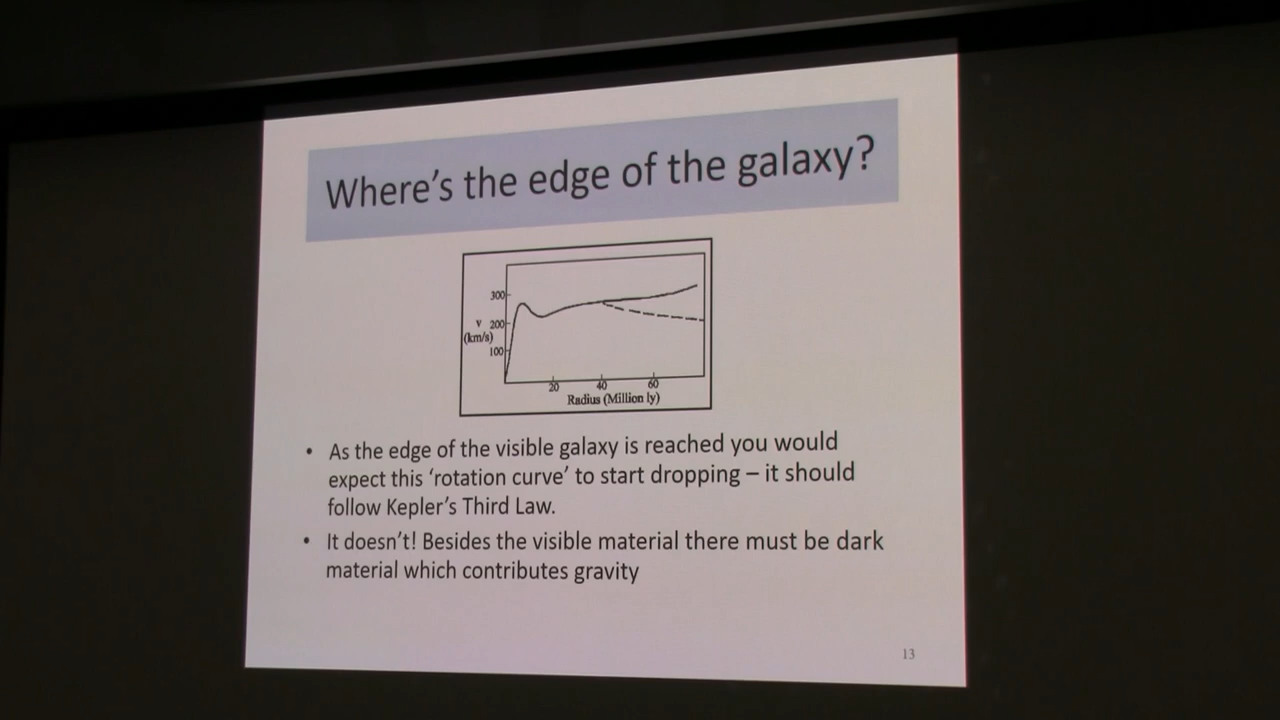 Where's the edge of the galaxy?
300
v 200
(km/s)
100
20 40 60
Radius (Million ly)
• As the edge of the visible galaxy is reached you would
expect this 'rotation curve' to start dropping – it should
follow Kepler's Third Law.
• It doesn't! Besides the visible material there must be dark
material which contributes gravity
13